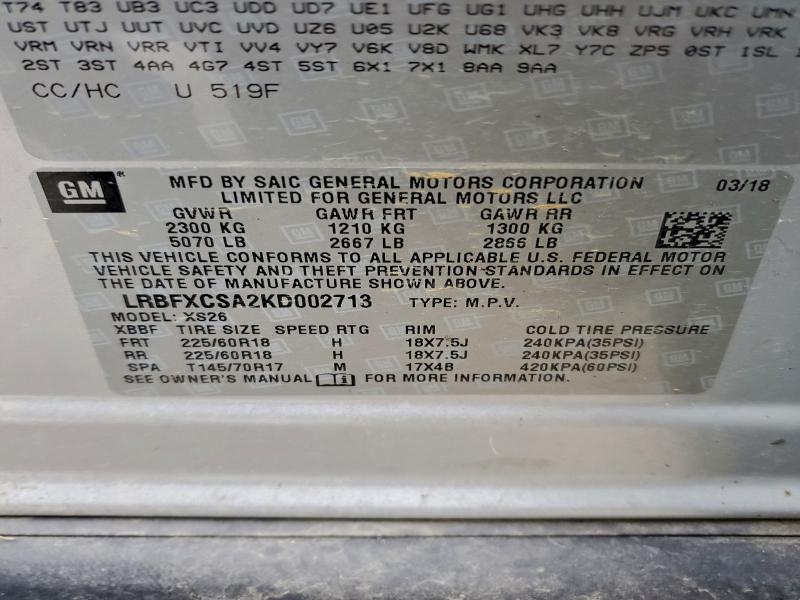 T74 T83 UB3 UC3 UDD UD7 UE1 UFG UG1 UHG UHH UJM UKC UMN
UST UTJ UUT UVC UVD UZ6 U05 U2K U68 VK3 VK8 VRG VRH VRK
VRM VRN VRR VTI VV4 VY7 V6K V8D WMK XL7 Y7C ZP5 0ST 1SL
2ST 3ST 4AA 4G7 4ST 5ST 6X1 7X1 8AA 9AA
CC/HC U 519F
GM ® MFD BY SAIC GENERAL MOTORS CORPORATION 03/18
LIMITED FOR GENERAL MOTORS LLC
GVWR GAWR FRT GAWR RR
2300 KG 1210 KG 1300 KG
5070 LB 2667 LB 2866 LB
THIS VEHICLE CONFORMS TO ALL APPLICABLE U.S. FEDERAL MOTOR
VEHICLE SAFETY AND THEFT PREVENTION STANDARDS IN EFFECT ON
THE DATE OF MANUFACTURE SHOWN ABOVE.
LRBFXCSA2KD002713 TYPE: M.P.V.
MODEL: XS26
XBBF TIRE SIZE SPEED RTG RIM COLD TIRE PRESSURE
FRT 225/60R18 H 18X7.5J 240KPA(35PSI)
RR 225/60R18 H 18X7.5J 240KPA(35PSI)
SPA T145/70R17 M 17X4B 420KPA(60PSI)
SEE OWNER'S MANUAL FOR MORE INFORMATION.